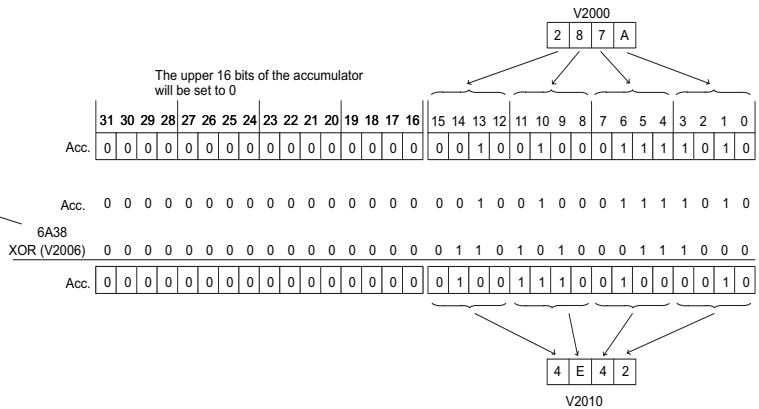 V2000
2 8 7 A
The upper 16 bits of the accumulator
will be set to 0
31 30 29 28 27 26 25 24 23 22 21 20 19 18 17 16 15 14 13 12 11 10 9 8 7 6 5 4 3 2 1 0
Acc. 0 0 0 0 0 0 0 0 0 0 0 0 0 0 0 0 0 0 1 0 0 1 0 0 0 1 1 1 1 0 1 0
Acc. 0 0 0 0 0 0 0 0 0 0 0 0 0 0 0 0 0 0 1 0 0 1 0 0 0 1 1 1 1 0 1 0
6A38
XOR (V2006) 0 0 0 0 0 0 0 0 0 0 0 0 0 0 0 0 0 1 1 0 1 0 1 0 0 0 1 1 1 0 0 0
Acc. 0 0 0 0 0 0 0 0 0 0 0 0 0 0 0 0 0 1 0 0 1 1 1 0 0 1 0 0 0 0 1 0
4 E 4 2
V2010